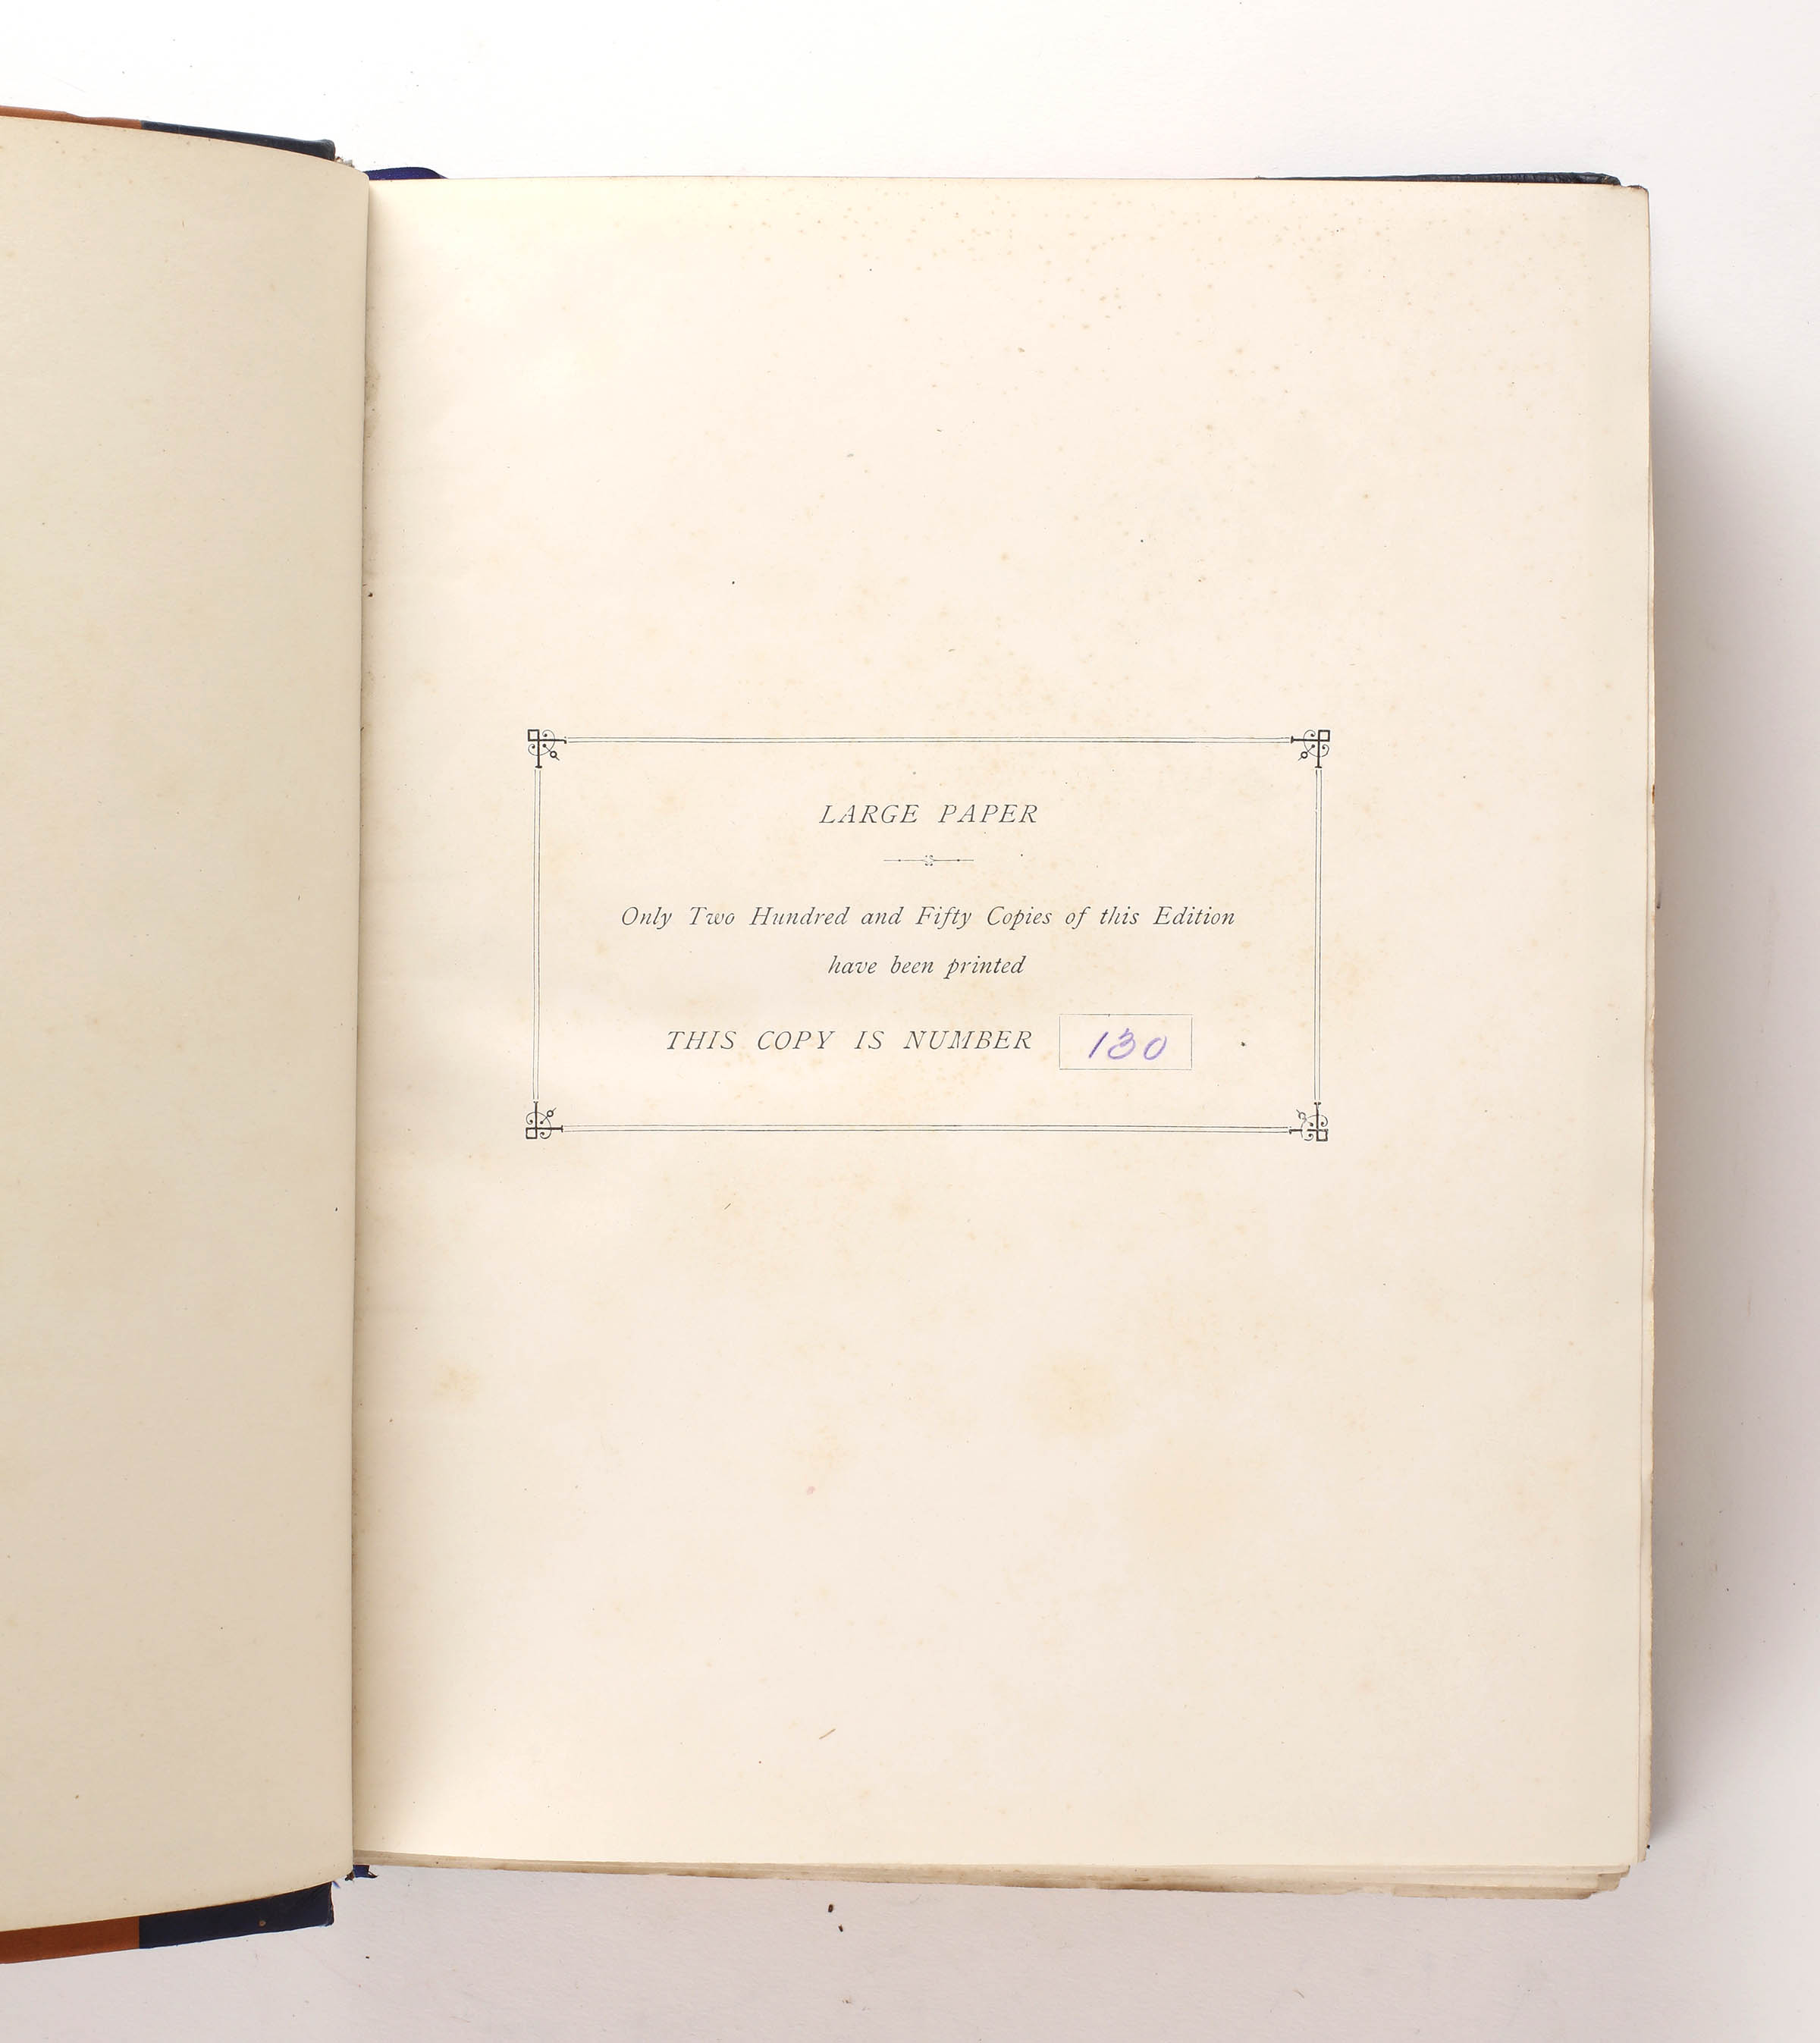 LARGE PAPER
Only Two Hundred and Fifty Copies of this Edition
have been printed
THIS COPY IS NUMBER 130